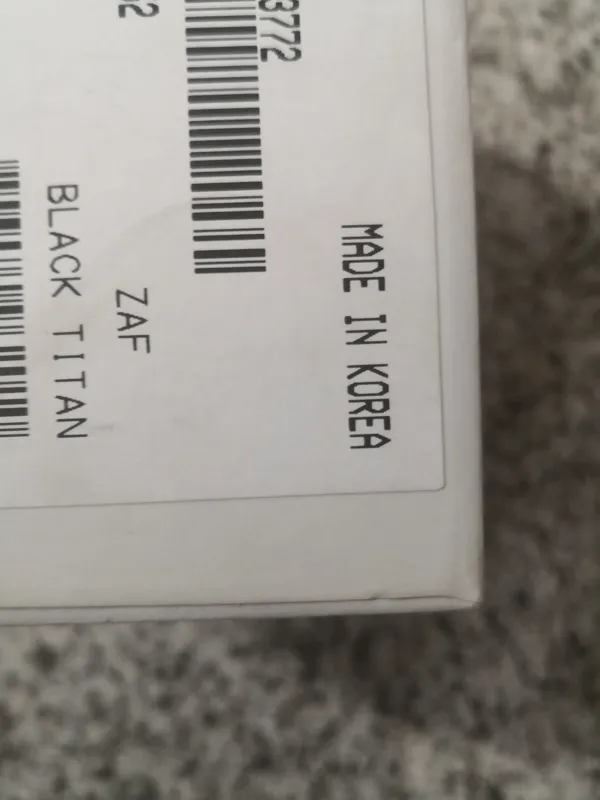 3772
MADE IN KOREA
ZAF
BLACK TITAN